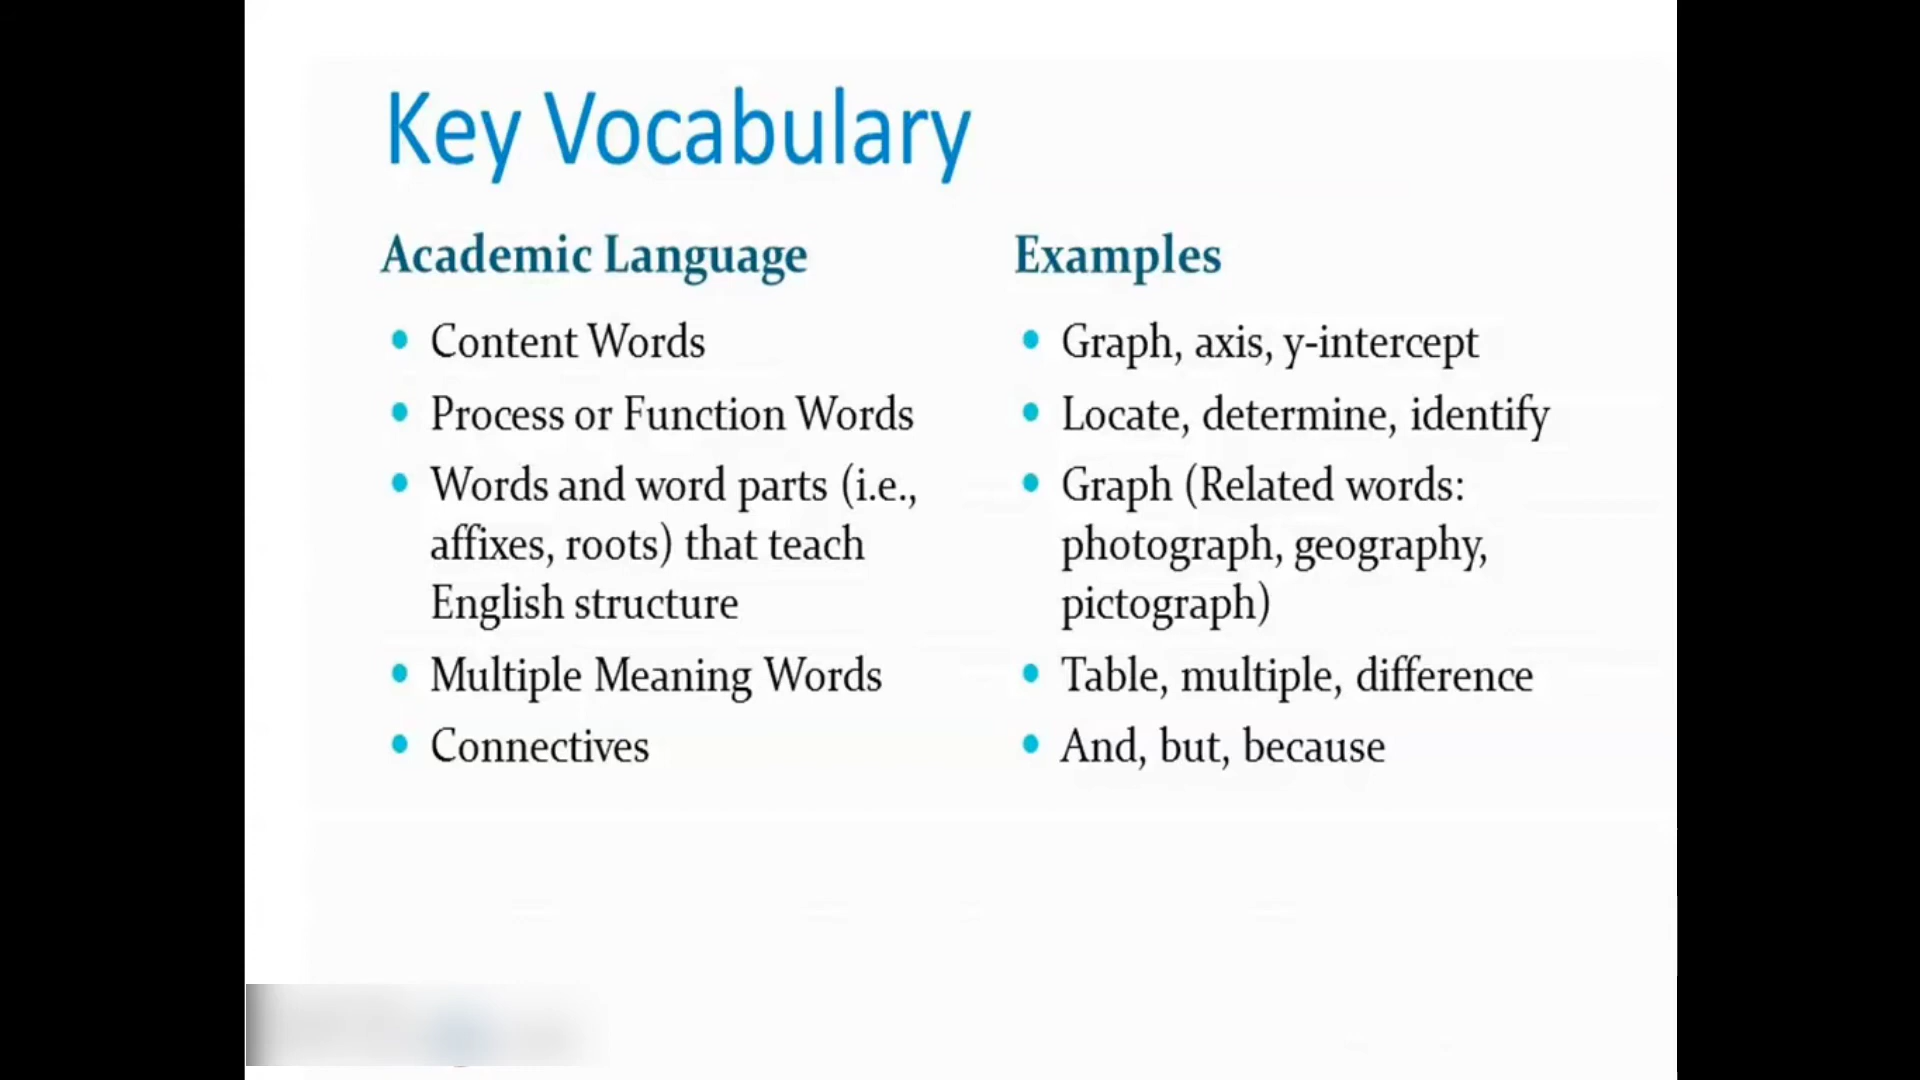 Key Vocabulary
Academic Language
Content Words
Process or Function Words
Words and word parts (i.e.,
affixes, roots) that teach
English structure
Multiple Meaning Words
Connectives
Examples
Graph, axis, y-intercept
Locate, determine, identify
Graph (Related words:
photograph, geography,
pictograph)
Table, multiple, difference
And, but, because